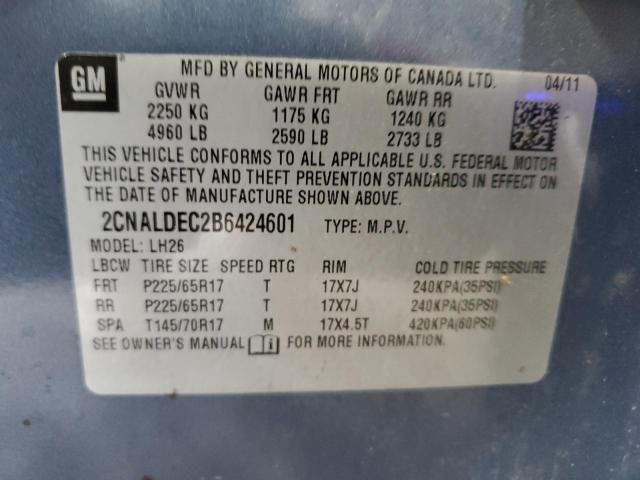 GM
MFD BY GENERAL MOTORS OF CANADA LTD. 04/11
GVWR GAWR FRT GAWR RR
2250 KG 1175 KG 1240 KG
4960 LB 2590 LB 2733 LB
THIS VEHICLE CONFORMS TO ALL APPLICABLE U.S. FEDERAL MOTOR
VEHICLE SAFETY AND THEFT PREVENTION STANDARDS IN EFFECT ON
THE DATE OF MANUFACTURE SHOWN ABOVE.
2CNALDEC2B6424601 TYPE: M.P.V.
MODEL: LH26
LBCW TIRE SIZE SPEED RTG RIM COLD TIRE PRESSURE
FRT P225/65R17 T 17X7J 240KPA(35PSI)
RR P225/65R17 T 17X7J 240KPA(35PSI)
SPA T145/70R17 M 17X4.5T 420KPA(60PSI)
SEE OWNER'S MANUAL FOR MORE INFORMATION.